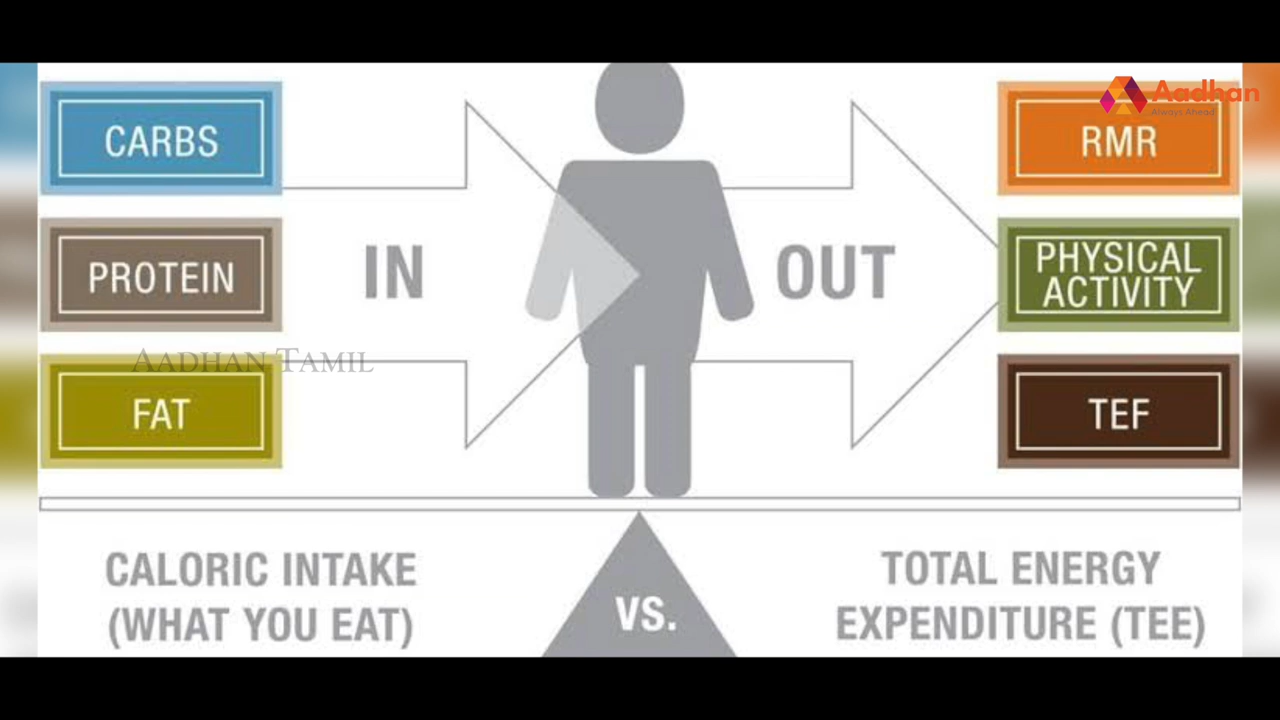 Aadhan
Always Ahead
CARBS
RMR
PROTEIN
IN
OUT
PHYSICAL
ACTIVITY
AADHAN TAMIL
FAT
TEF
CALORIC INTAKE
(WHAT YOU EAT)
VS.
TOTAL ENERGY
EXPENDITURE (TEE)